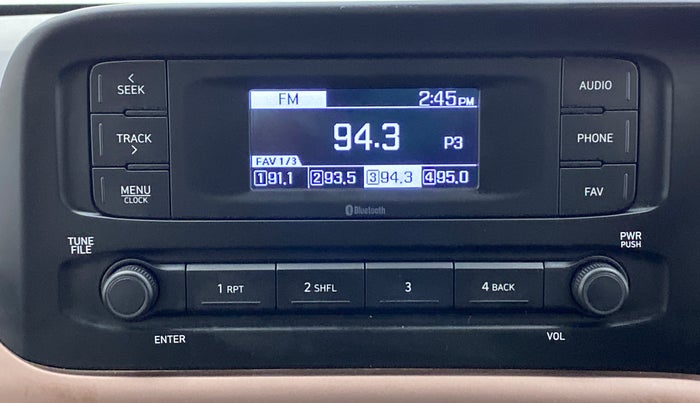 < SEEK
TRACK >
MENU
CLOCK
FM 2:45 PM
94.3 P3
FAV 1/3
1 91.1 2 93.5 3 94.3 4 95.0
Bluetooth
AUDIO
PHONE
FAV
TUNE
FILE
PWR
PUSH
1 RPT 2 SHFL 3 4 BACK
ENTER VOL